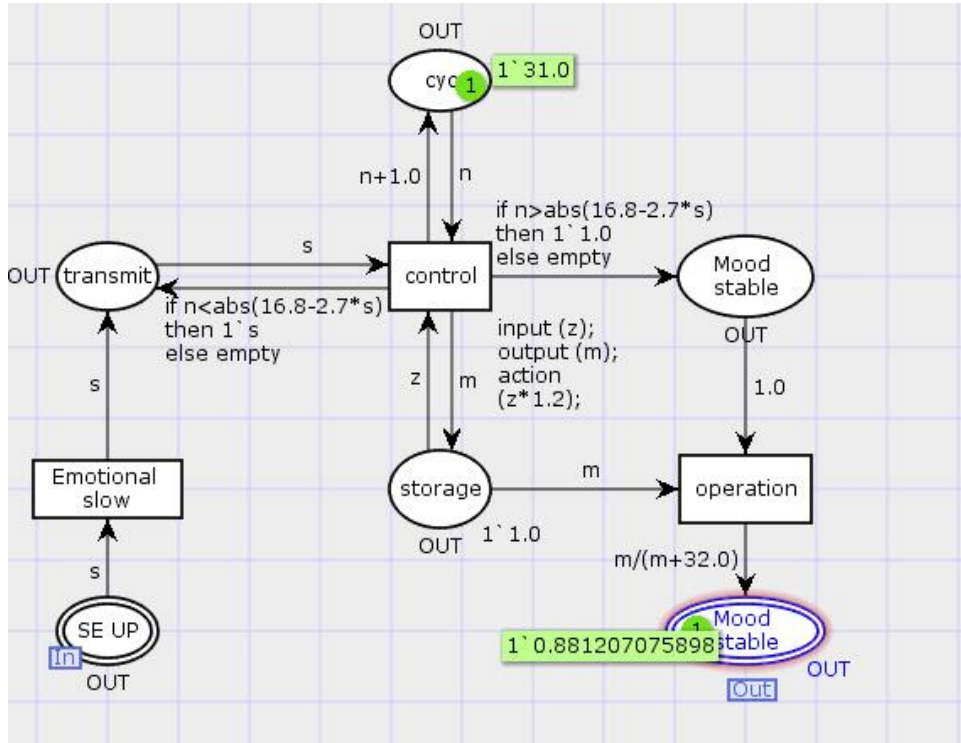 OUT
cyc
1
1`31.0
n+1.0
n
if n>abs(16.8-2.7*s)
then 1`1.0
else empty
s
OUT
transmit
control
Mood
stable
OUT
if n<abs(16.8-2.7*s)
then 1`s
else empty
input (z);
output (m);
action
(z*1.2);
s
z
m
1.0
Emotional
slow
storage
m
operation
OUT
1`1.0
s
m/(m+32.0)
SE UP
In
OUT
1
Mood
stable
1`0.881207075898
OUT
Out